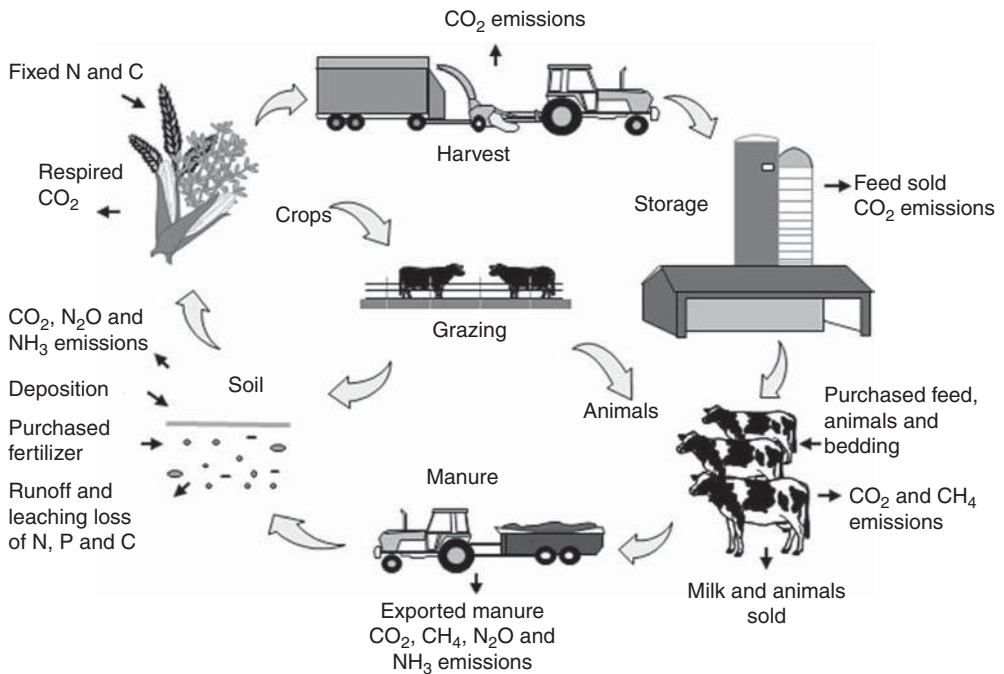 CO₂ emissions
Fixed N and C
Harvest
Respired
CO₂
Crops
Storage
Feed sold
CO₂ emissions
Grazing
CO₂, N₂O and
NH₃ emissions
Soil
Deposition
Animals
Purchased feed,
animals and
bedding
Purchased
fertilizer
Manure
Runoff and
leaching loss
of N, P and C
CO₂ and CH₄
emissions
Milk and animals
sold
Exported manure
CO₂, CH₄, N₂O and
NH₃ emissions